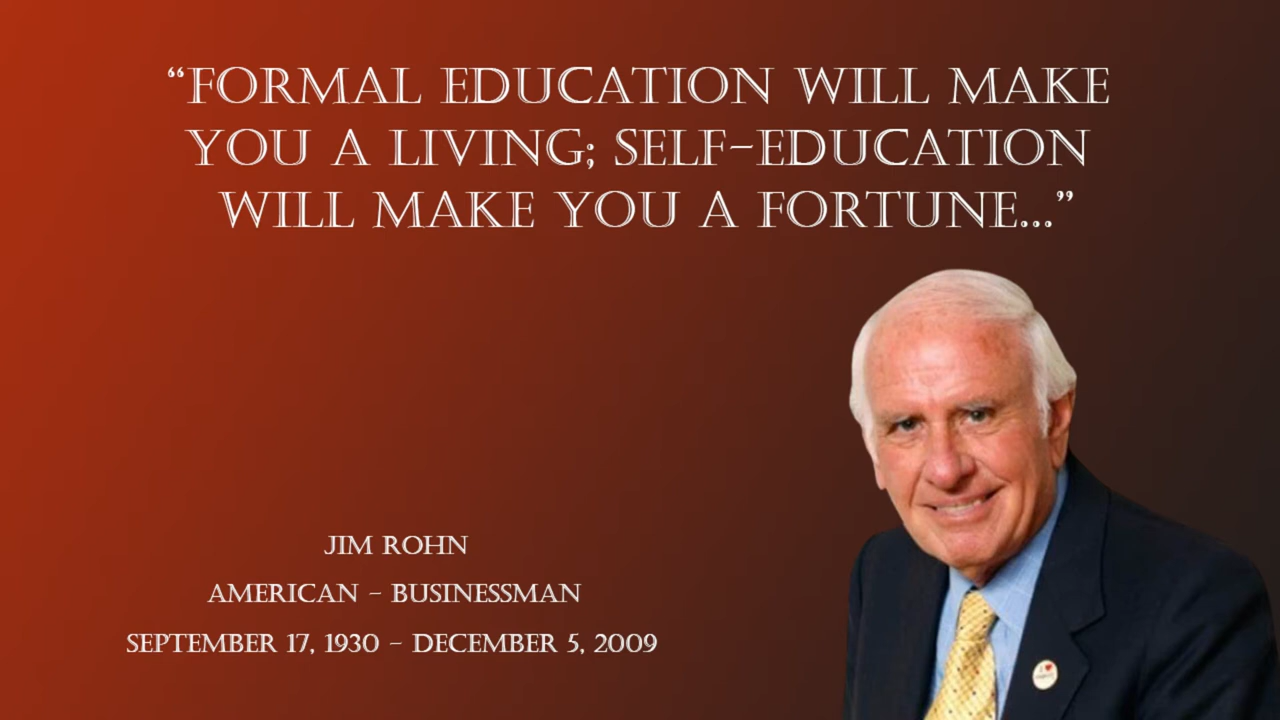 “FORMAL EDUCATION WILL MAKE
YOU A LIVING; SELF-EDUCATION
WILL MAKE YOU A FORTUNE...”
JIM ROHN
AMERICAN - BUSINESSMAN
SEPTEMBER 17, 1930 - DECEMBER 5, 2009